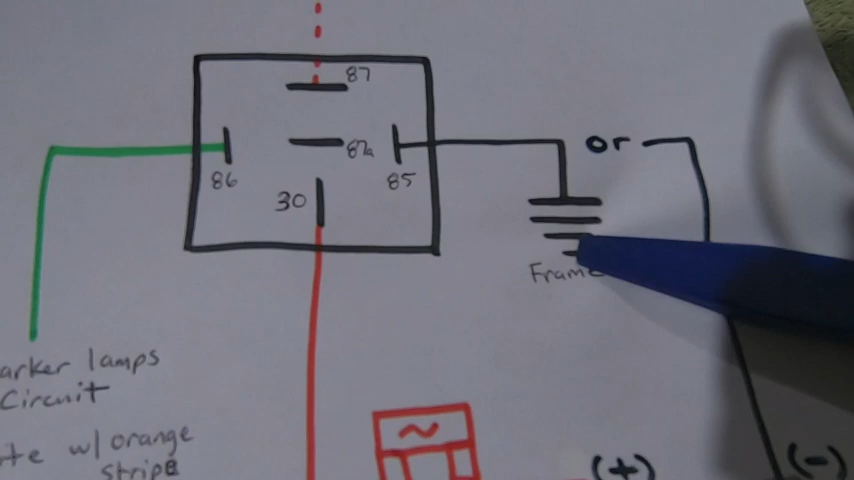 87
87a
or
86
85
30
Frame
arker lamps
Circuit
te w/orange
stripe
(+)
(-)